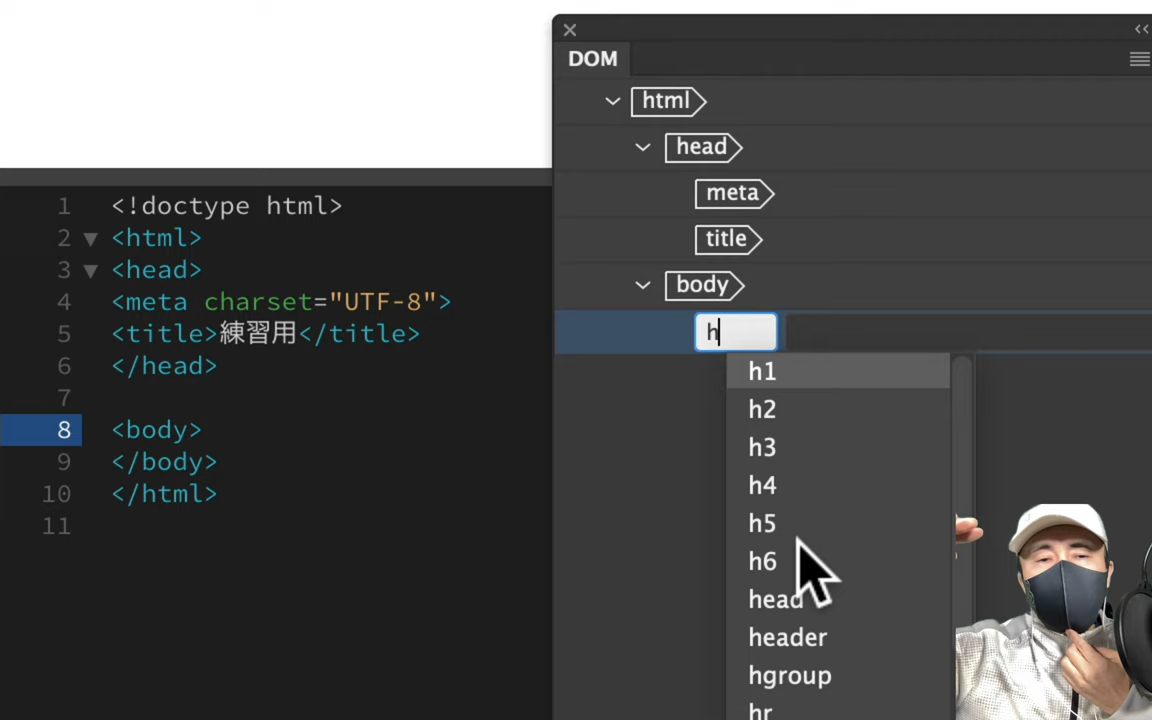 1 <!doctype html>
2 ▼ <html>
3 ▼ <head>
4 <meta charset="UTF-8">
5 <title>練習用</title>
6 </head>
7
8 <body>
9 </body>
10 </html>
11
DOM
html
head
meta
title
body
h
h1
h2
h3
h4
h5
h6
head
header
hgroup
hr